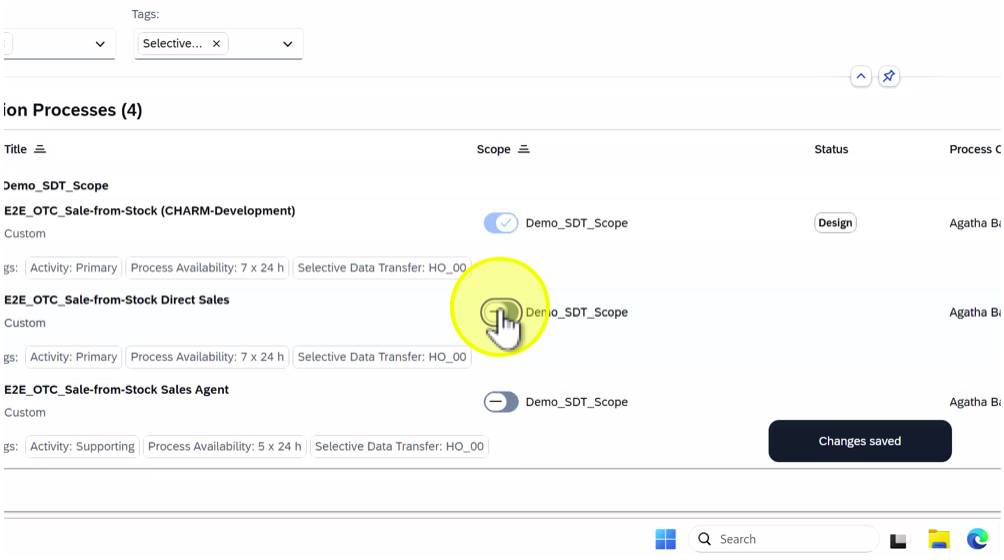 Tags:
Selective...
ion Processes (4)
Title Scope Status Process C
Demo_SDT_Scope
E2E_OTC_Sale-from-Stock (CHARM-Development)
Custom
Demo_SDT_Scope
Design
Agatha Ba
gs: Activity: Primary Process Availability: 7 x 24 h Selective Data Transfer: HO_00
E2E_OTC_Sale-from-Stock Direct Sales
Custom
Demo_SDT_Scope
Agatha Ba
gs: Activity: Primary Process Availability: 7 x 24 h Selective Data Transfer: HO_00
E2E_OTC_Sale-from-Stock Sales Agent
Custom
Demo_SDT_Scope
Agatha Ba
gs: Activity: Supporting Process Availability: 5 x 24 h Selective Data Transfer: HO_00
Changes saved
Search